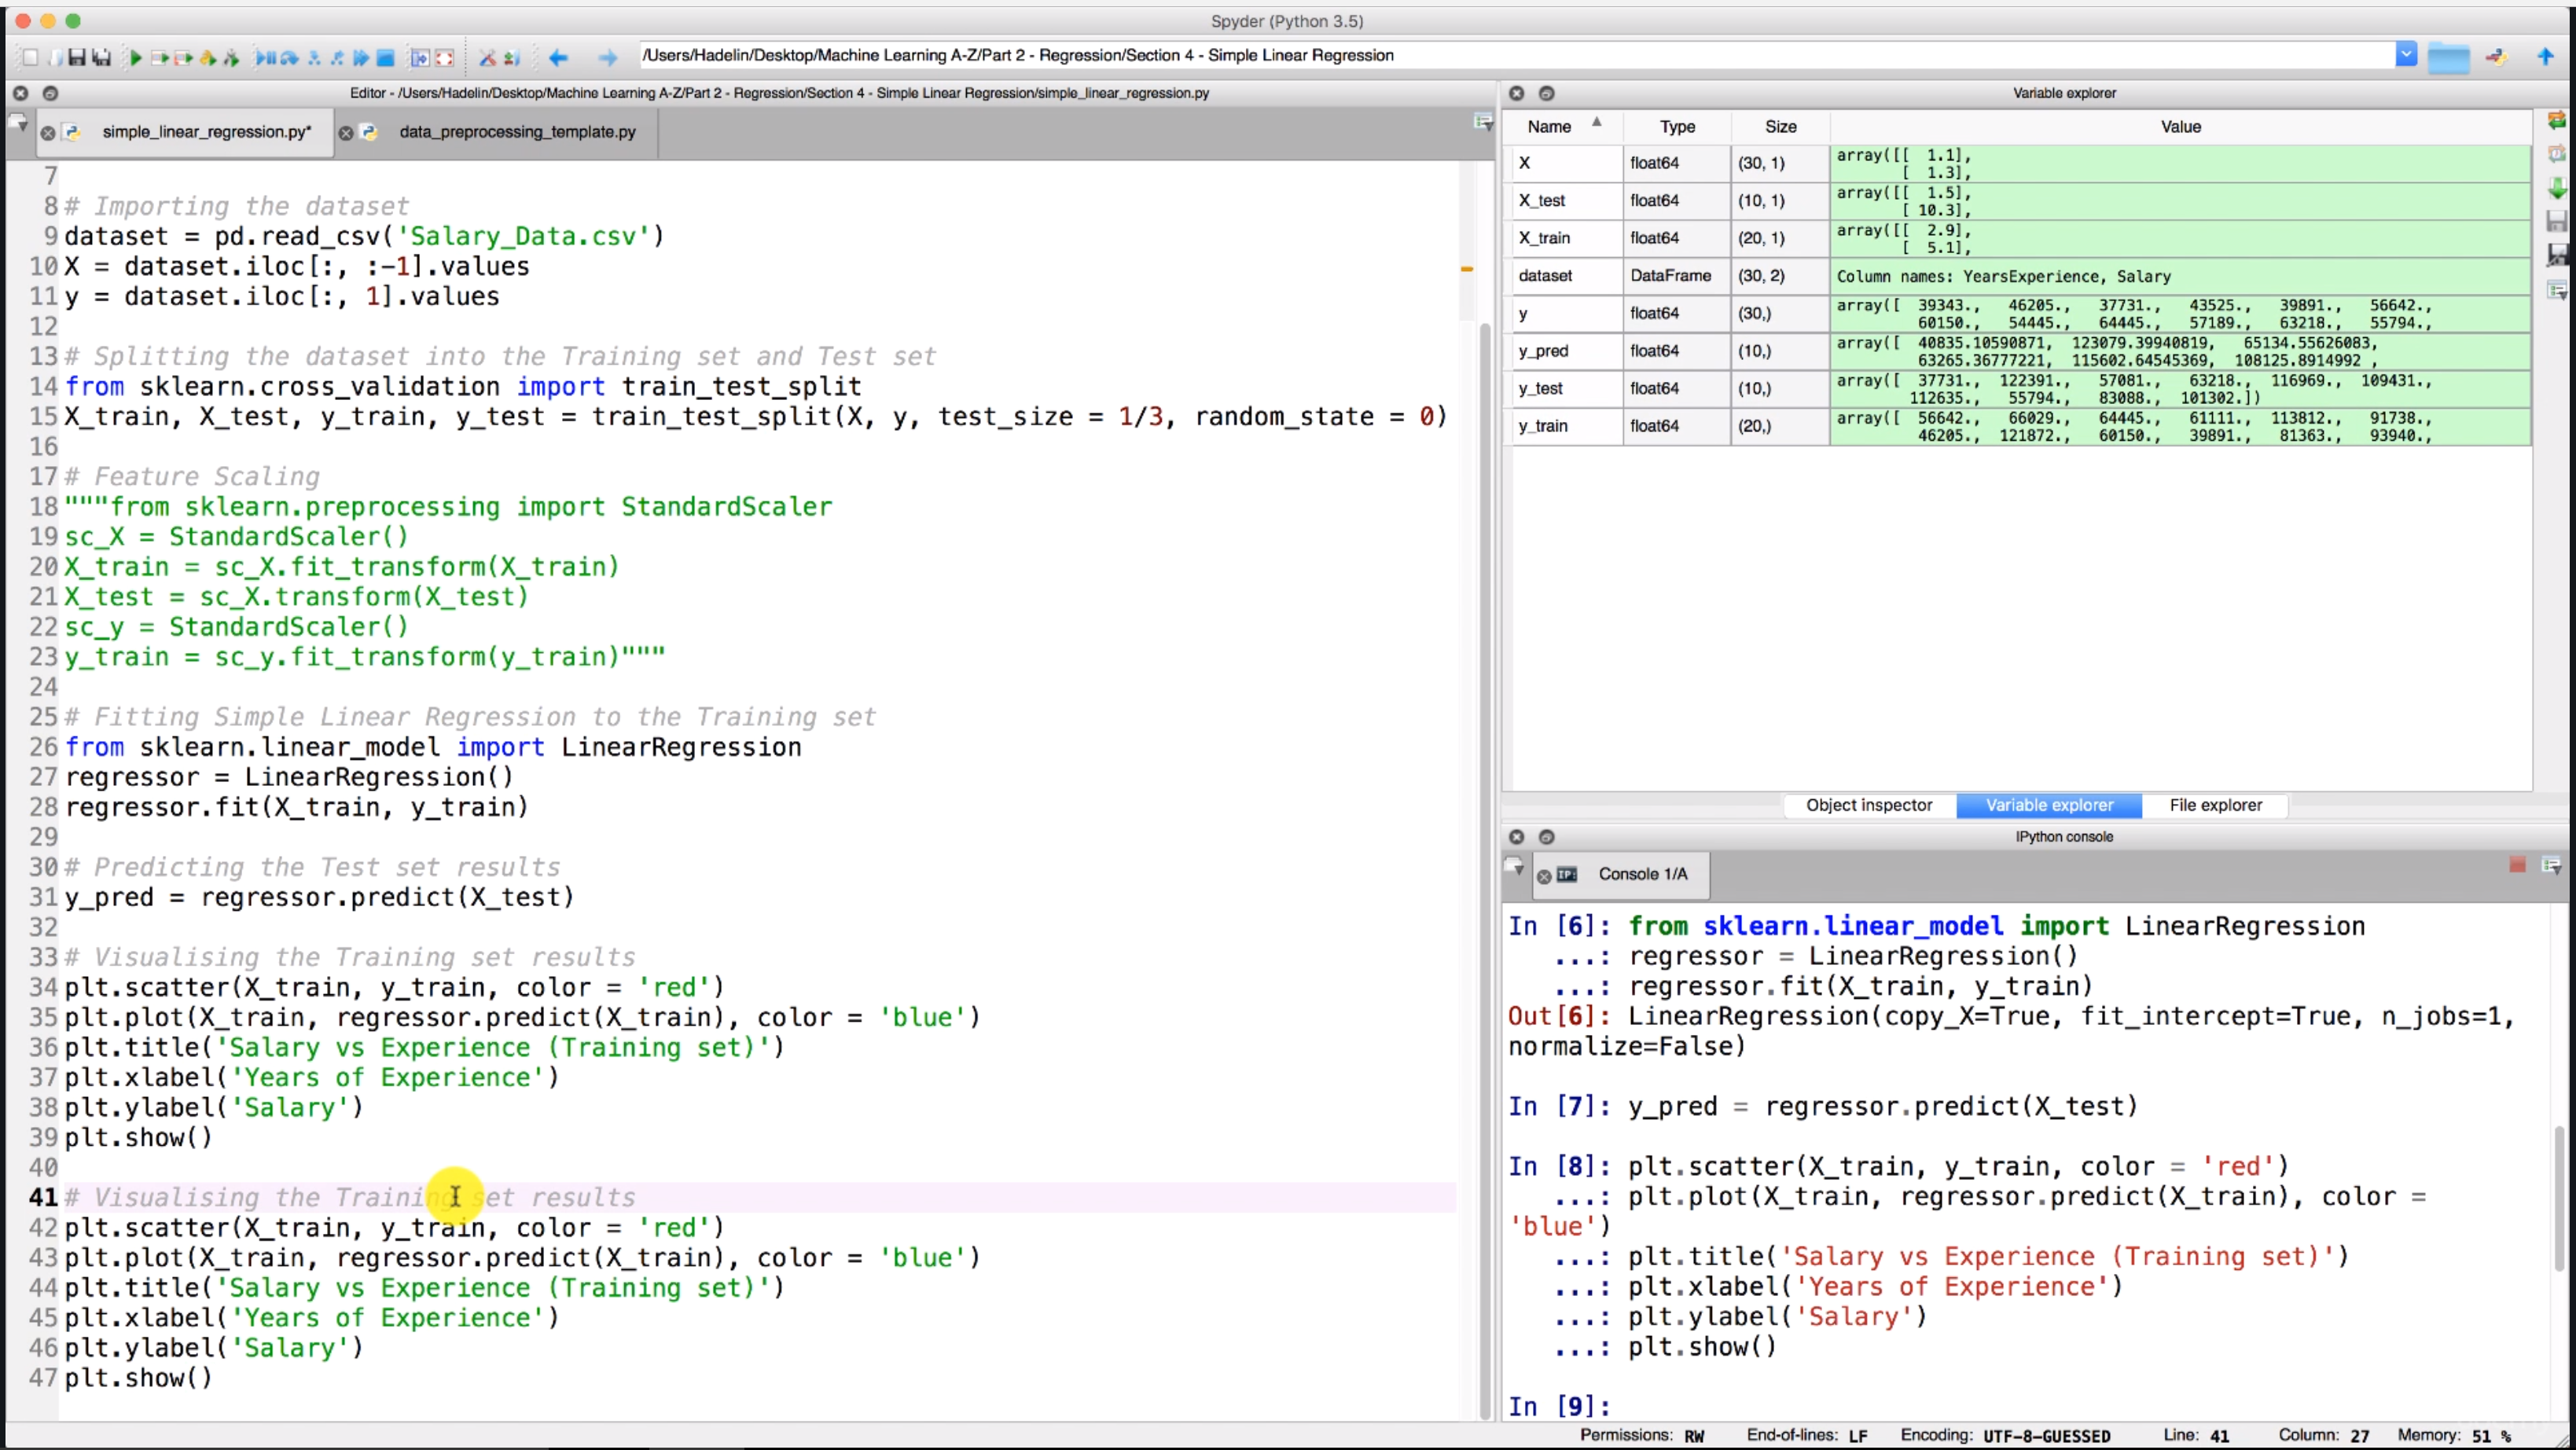 Spyder (Python 3.5)
/Users/Hadelin/Desktop/Machine Learning A-Z/Part 2 - Regression/Section 4 - Simple Linear Regression
Editor - /Users/Hadelin/Desktop/Machine Learning A-Z/Part 2 - Regression/Section 4 - Simple Linear Regression/simple_linear_regression.py
simple_linear_regression.py* data_preprocessing_template.py
7
8 # Importing the dataset
9 dataset = pd.read_csv('Salary_Data.csv')
10 X = dataset.iloc[:, :-1].values
11 y = dataset.iloc[:, 1].values
12
13 # Splitting the dataset into the Training set and Test set
14 from sklearn.cross_validation import train_test_split
15 X_train, X_test, y_train, y_test = train_test_split(X, y, test_size = 1/3, random_state = 0)
16
17 # Feature Scaling
18 """from sklearn.preprocessing import StandardScaler
19 sc_X = StandardScaler()
20 X_train = sc_X.fit_transform(X_train)
21 X_test = sc_X.transform(X_test)
22 sc_y = StandardScaler()
23 y_train = sc_y.fit_transform(y_train)"""
24
25 # Fitting Simple Linear Regression to the Training set
26 from sklearn.linear_model import LinearRegression
27 regressor = LinearRegression()
28 regressor.fit(X_train, y_train)
29
30 # Predicting the Test set results
31 y_pred = regressor.predict(X_test)
32
33 # Visualising the Training set results
34 plt.scatter(X_train, y_train, color = 'red')
35 plt.plot(X_train, regressor.predict(X_train), color = 'blue')
36 plt.title('Salary vs Experience (Training set)')
37 plt.xlabel('Years of Experience')
38 plt.ylabel('Salary')
39 plt.show()
40
41 # Visualising the Training set results
42 plt.scatter(X_train, y_train, color = 'red')
43 plt.plot(X_train, regressor.predict(X_train), color = 'blue')
44 plt.title('Salary vs Experience (Training set)')
45 plt.xlabel('Years of Experience')
46 plt.ylabel('Salary')
47 plt.show()
Variable explorer
Name Type Size Value
X float64 (30, 1) array([[ 1.1],
[ 1.3],
X_test float64 (10, 1) array([[ 1.5],
[ 10.3],
X_train float64 (20, 1) array([[ 2.9],
[ 5.1],
dataset DataFrame (30, 2) Column names: YearsExperience, Salary
y float64 (30,) array([ 39343., 46205., 37731., 43525., 39891., 56642.,
60150., 54445., 64445., 57189., 63218., 55794.,
y_pred float64 (10,) array([ 40835.10590871, 123079.39940819, 65134.55626083,
63265.36777221, 115602.64545369, 108125.8914992 ,
y_test float64 (10,) array([ 37731., 122391., 57081., 63218., 116969., 109431.,
112635., 55794., 83088., 101302.])
y_train float64 (20,) array([ 56642., 66029., 64445., 61111., 113812., 91738.,
46205., 121872., 60150., 39891., 81363., 93940.,
Object inspector Variable explorer File explorer
IPython console
IP: Console 1/A
In [6]: from sklearn.linear_model import LinearRegression
...: regressor = LinearRegression()
...: regressor.fit(X_train, y_train)
Out[6]: LinearRegression(copy_X=True, fit_intercept=True, n_jobs=1,
normalize=False)
In [7]: y_pred = regressor.predict(X_test)
In [8]: plt.scatter(X_train, y_train, color = 'red')
...: plt.plot(X_train, regressor.predict(X_train), color =
'blue')
...: plt.title('Salary vs Experience (Training set)')
...: plt.xlabel('Years of Experience')
...: plt.ylabel('Salary')
...: plt.show()
In [9]:
Permissions: RW End-of-lines: LF Encoding: UTF-8-GUESSED Line: 41 Column: 27 Memory: 51 %